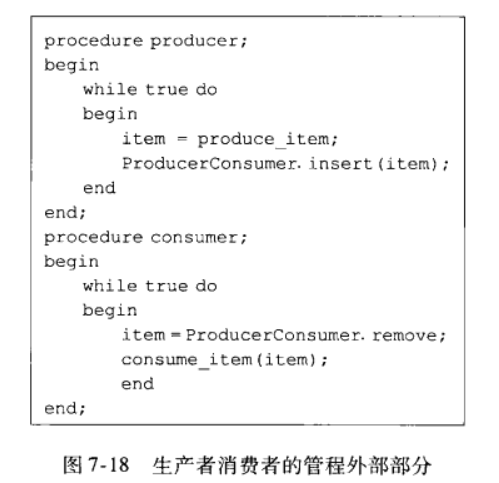 procedure producer;
begin
while true do
begin
item = produce_item;
ProducerConsumer. insert(item);
end
end;
procedure consumer;
begin
while true do
begin
item=ProducerConsumer. remove;
consume_item(item);
end
end;
图 7-18 生产者消费者的管程外部部分